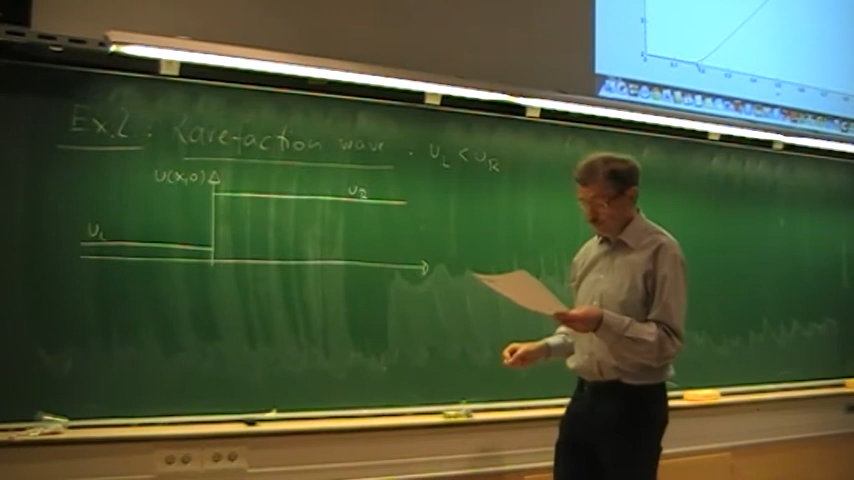 Ex.2: Rarefaction wave. U_L < U_R
U(x,0)
U_R
U_L